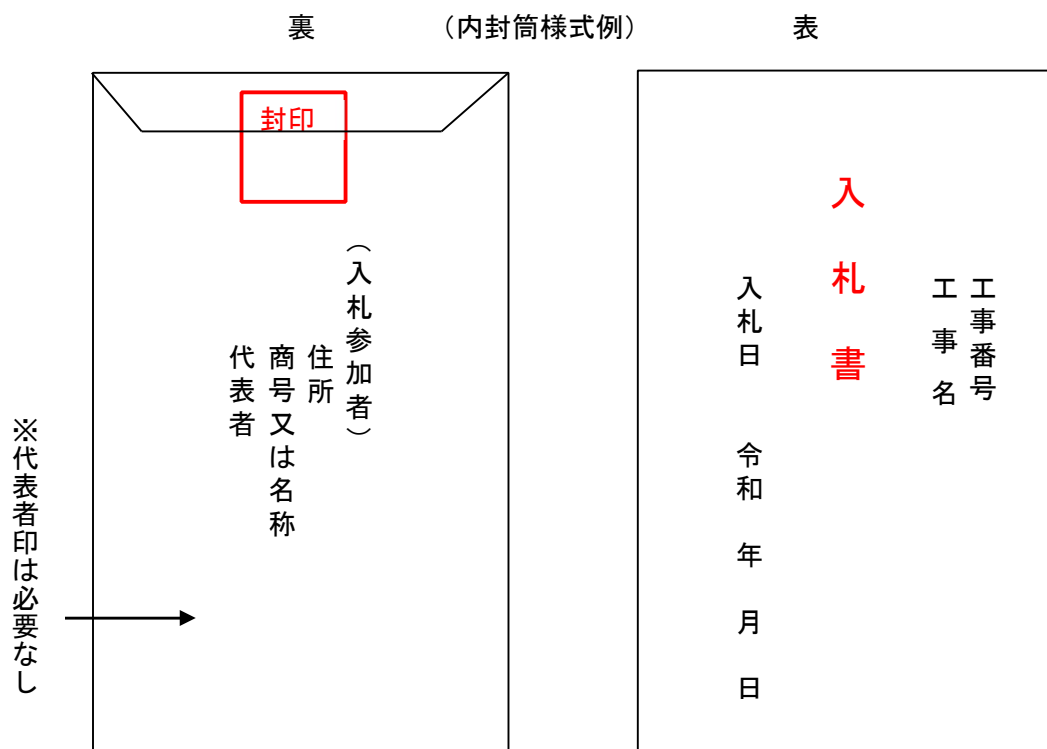 裏 （内封筒様式例） 表
封印
（入札参加者）
住所
商号又は名称
代表者
※代表者印は必要なし
工事番号
工事名
入札書
入札日 令和 年 月 日